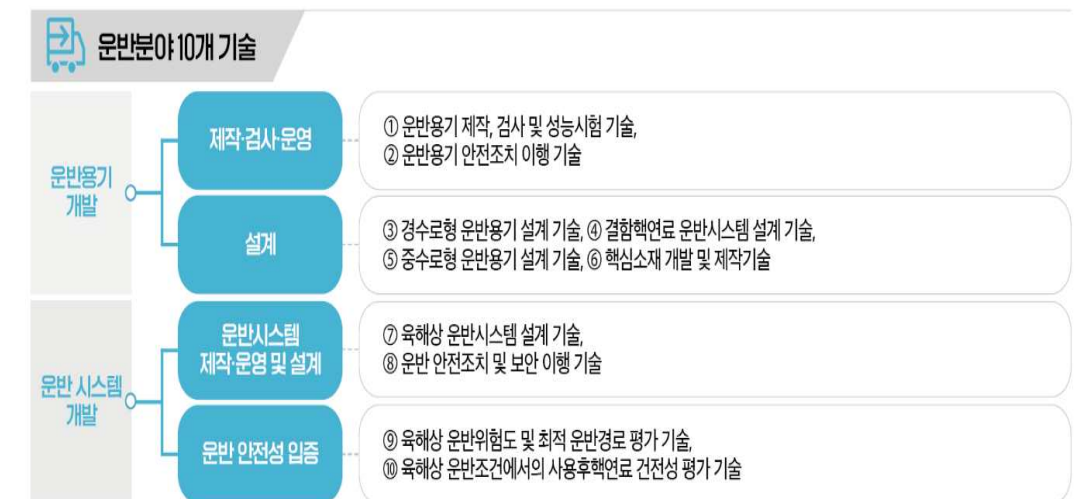 운반분야 10개 기술
운반용기
개발
제작·검사·운영
① 운반용기 제작, 검사 및 성능시험 기술,
② 운반용기 안전조치 이행 기술
설계
③ 경수로형 운반용기 설계 기술, ④ 결함핵연료 운반시스템 설계 기술,
⑤ 중수로형 운반용기 설계 기술, ⑥ 핵심소재 개발 및 제작기술
운반 시스템
개발
운반시스템
제작·운영 및 설계
⑦ 육해상 운반시스템 설계 기술,
⑧ 운반 안전조치 및 보안 이행 기술
운반 안전성 입증
⑨ 육해상 운반위험도 및 최적 운반경로 평가 기술,
⑩ 육해상 운반조건에서의 사용후핵연료 건전성 평가 기술